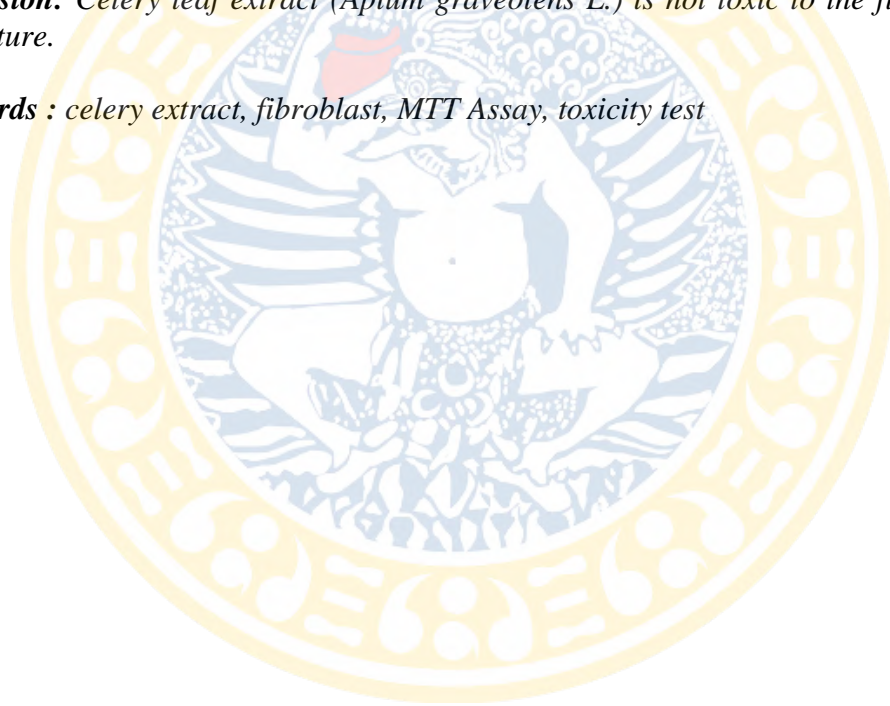 sion: Celery leaf extract (Apium graveolens L.) is not toxic to the fi
ture.
rds : celery extract, fibroblast, MTT Assay, toxicity test